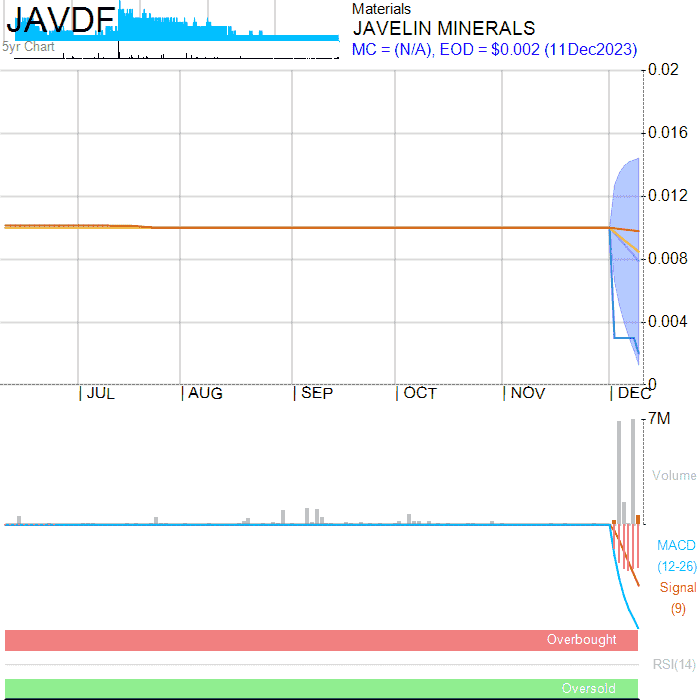 JAVDF
5yr Chart
Materials
JAVELIN MINERALS
MC = (N/A), EOD = $0.002 (11Dec2023)
0.02
0.016
0.012
0.008
0.004
0
| JUL | AUG | SEP | OCT | NOV | DEC
7M
Volume
MACD
(12-26)
Signal
(9)
Overbought
RSI(14)
Oversold